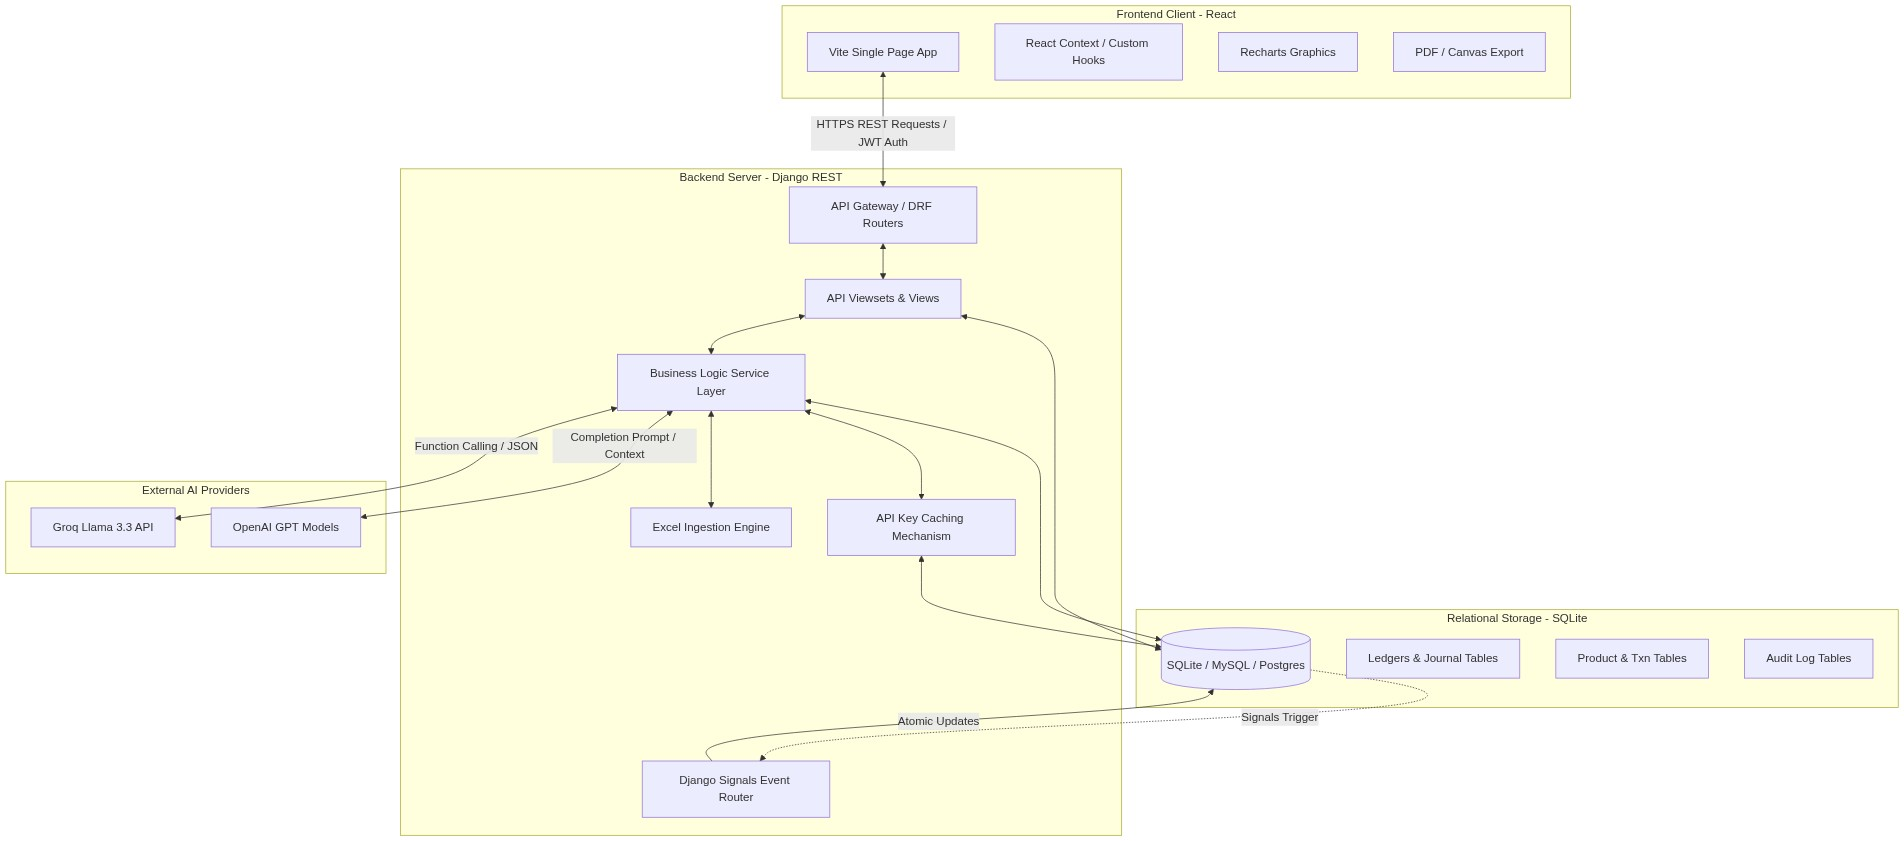 Frontend Client - React
Vite Single Page App
React Context / Custom
Hooks
Recharts Graphics
PDF / Canvas Export
HTTPS REST Requests /
JWT Auth
Backend Server - Django REST
API Gateway / DRF
Routers
API Viewsets & Views
Business Logic Service
Layer
Function Calling / JSON
Completion Prompt /
Context
External AI Providers
Groq Llama 3.3 API
OpenAI GPT Models
Excel Ingestion Engine
API Key Caching
Mechanism
Relational Storage - SQLite
SQLite / MySQL / Postgres
Ledgers & Journal Tables
Product & Txn Tables
Audit Log Tables
Atomic Updates
Signals Trigger
Django Signals Event
Router